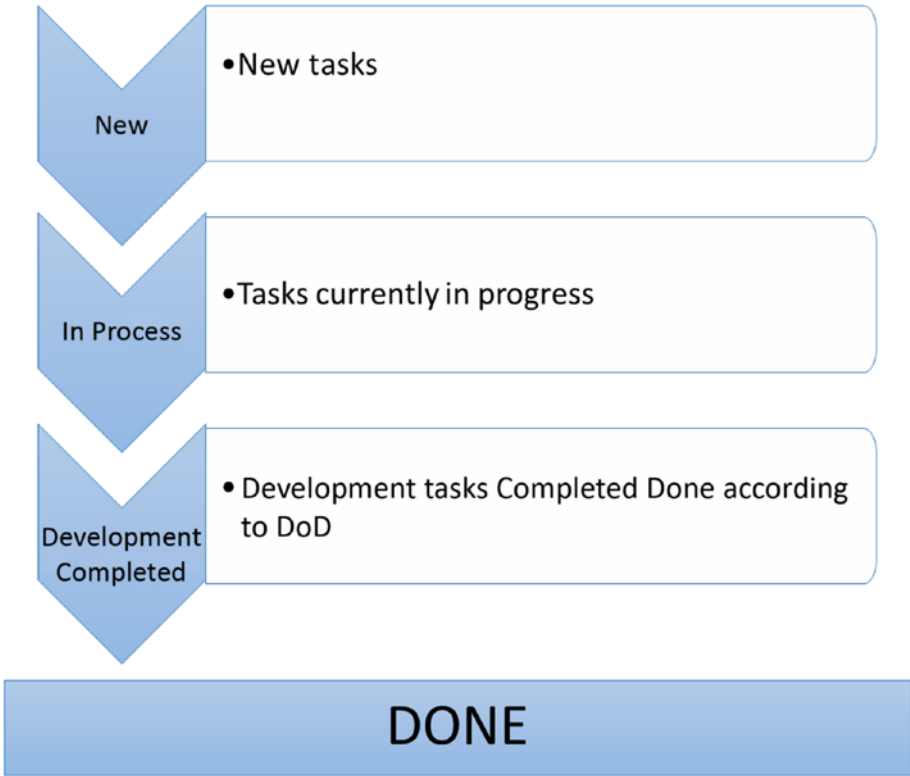 New
•New tasks
In Process
•Tasks currently in progress
Development
Completed
• Development tasks Completed Done according
to DoD
DONE